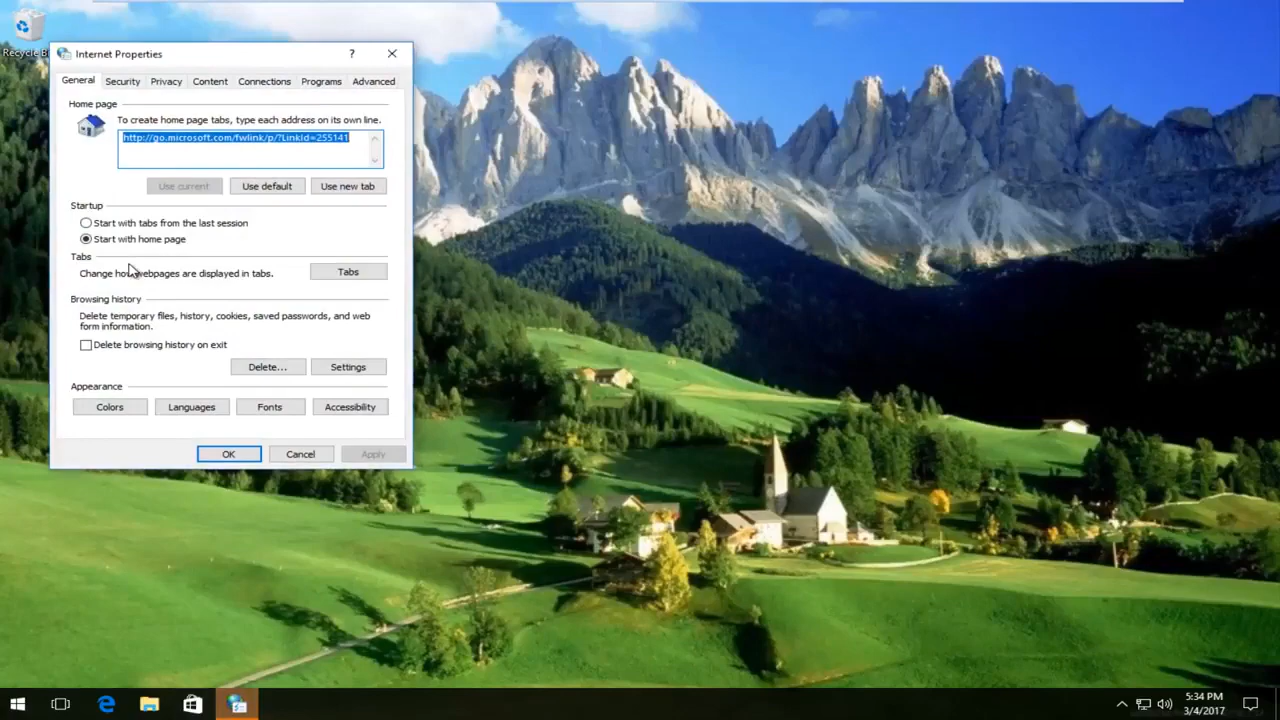 Recycle B
Internet Properties
?
General Security Privacy Content Connections Programs Advanced
Home page
To create home page tabs, type each address on its own line.
http://go.microsoft.com/fwlink/p/?LinkId=255141
Use current Use default Use new tab
Startup
Start with tabs from the last session
Start with home page
Tabs
Change how webpages are displayed in tabs.
Tabs
Browsing history
Delete temporary files, history, cookies, saved passwords, and web
form information.
Delete browsing history on exit
Delete... Settings
Appearance
Colors Languages Fonts Accessibility
OK Cancel Apply
5:34 PM
3/4/2017